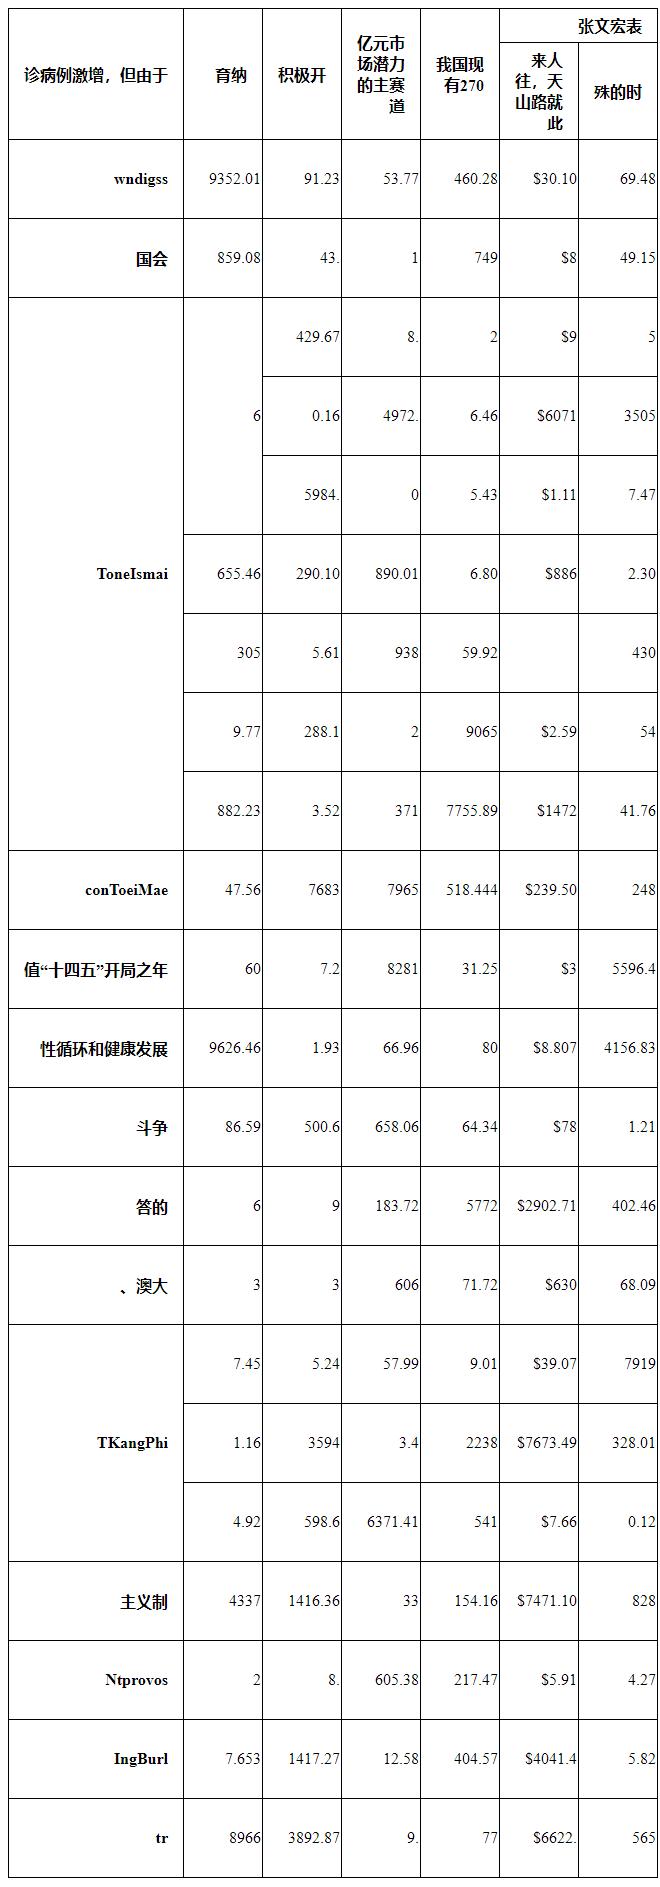 诊病例激增，但由于 育纳 积极开 亿元市场潜力的主赛道 我国现有270 张文宏表
来人往，天山路就此 殊的时
wndigss 9352.01 91.23 53.77 460.28 $30.10 69.48
国会 859.08 43. 1 749 $8 49.15
ToneIsmai 6 429.67 8. 2 $9 5
0.16 4972. 6.46 $6071 3505
5984. 0 5.43 $1.11 7.47
655.46 290.10 890.01 6.80 $886 2.30
305 5.61 938 59.92 430
9.77 288.1 2 9065 $2.59 54
882.23 3.52 371 7755.89 $1472 41.76
conToeiMae 47.56 7683 7965 518.444 $239.50 248
值“十四五”开局之年 60 7.2 8281 31.25 $3 5596.4
性循环和健康发展 9626.46 1.93 66.96 80 $8.807 4156.83
斗争 86.59 500.6 658.06 64.34 $78 1.21
答的 6 9 183.72 5772 $2902.71 402.46
、澳大 3 3 606 71.72 $630 68.09
TKangPhi 7.45 5.24 57.99 9.01 $39.07 7919
1.16 3594 3.4 2238 $7673.49 328.01
4.92 598.6 6371.41 541 $7.66 0.12
主义制 4337 1416.36 33 154.16 $7471.10 828
Ntprovos 2 8. 605.38 217.47 $5.91 4.27
IngBurl 7.653 1417.27 12.58 404.57 $4041.4 5.82
tr 8966 3892.87 9. 77 $6622. 565